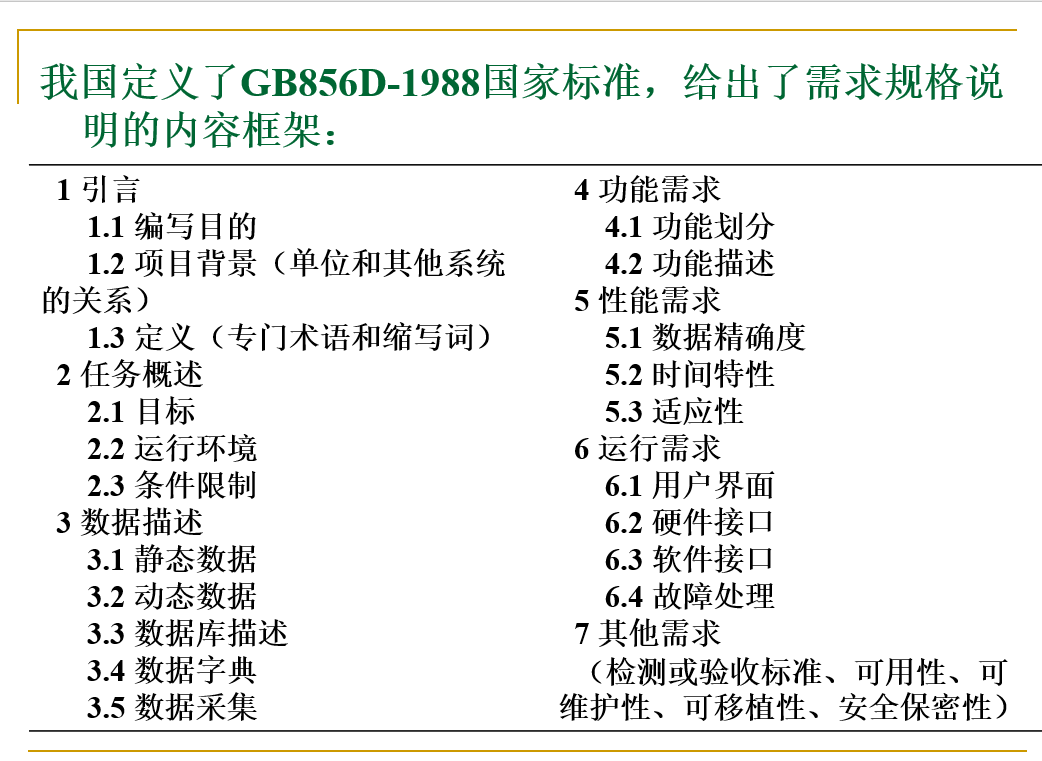 我国定义了GB856D-1988国家标准，给出了需求规格说
明的内容框架：
1 引言
1.1 编写目的
1.2 项目背景（单位和其他系统
的关系）
1.3 定义（专门术语和缩写词）
2 任务概述
2.1 目标
2.2 运行环境
2.3 条件限制
3 数据描述
3.1 静态数据
3.2 动态数据
3.3 数据库描述
3.4 数据字典
3.5 数据采集
4 功能需求
4.1 功能划分
4.2 功能描述
5 性能需求
5.1 数据精确度
5.2 时间特性
5.3 适应性
6 运行需求
6.1 用户界面
6.2 硬件接口
6.3 软件接口
6.4 故障处理
7 其他需求
（检测或验收标准、可用性、可
维护性、可移植性、安全保密性）